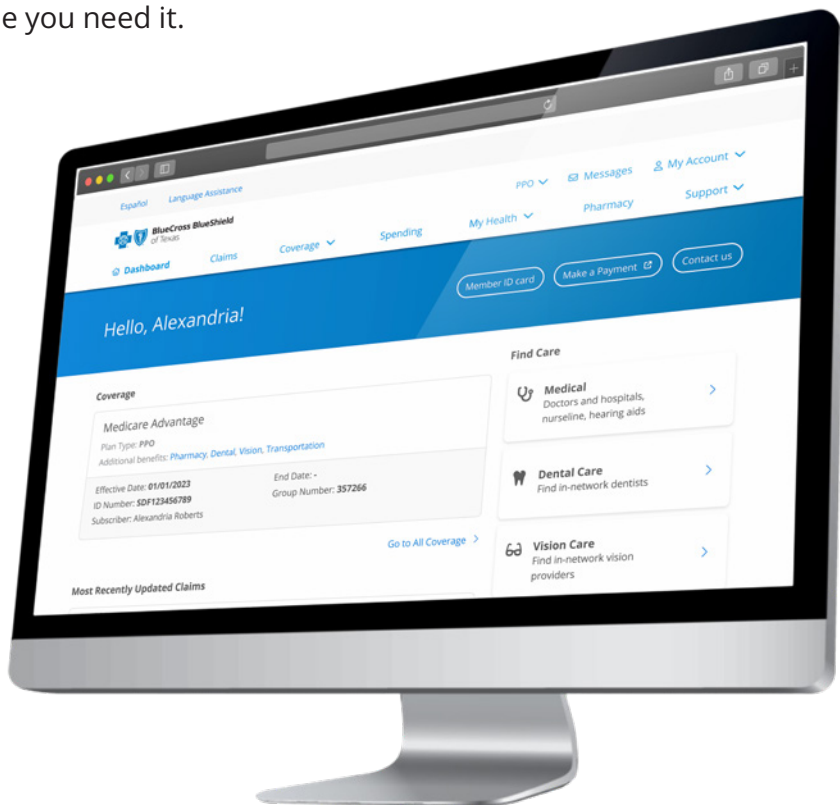 e you need it.
Español Language Assistance
PPO Messages My Account
BlueCross BlueShield
of Texas
Dashboard Claims Coverage Spending My Health Pharmacy Support
Hello, Alexandria!
Member ID card Make a Payment Contact us
Coverage
Medicare Advantage
Plan Type: PPO
Additional benefits: Pharmacy, Dental, Vision, Transportation
Effective Date: 01/01/2023 End Date: -
ID Number: SDF123456789 Group Number: 357266
Subscriber: Alexandria Roberts
Go to All Coverage
Most Recently Updated Claims
Find Care
Medical
Doctors and hospitals,
nurseline, hearing aids
Dental Care
Find in-network dentists
Vision Care
Find in-network vision
providers